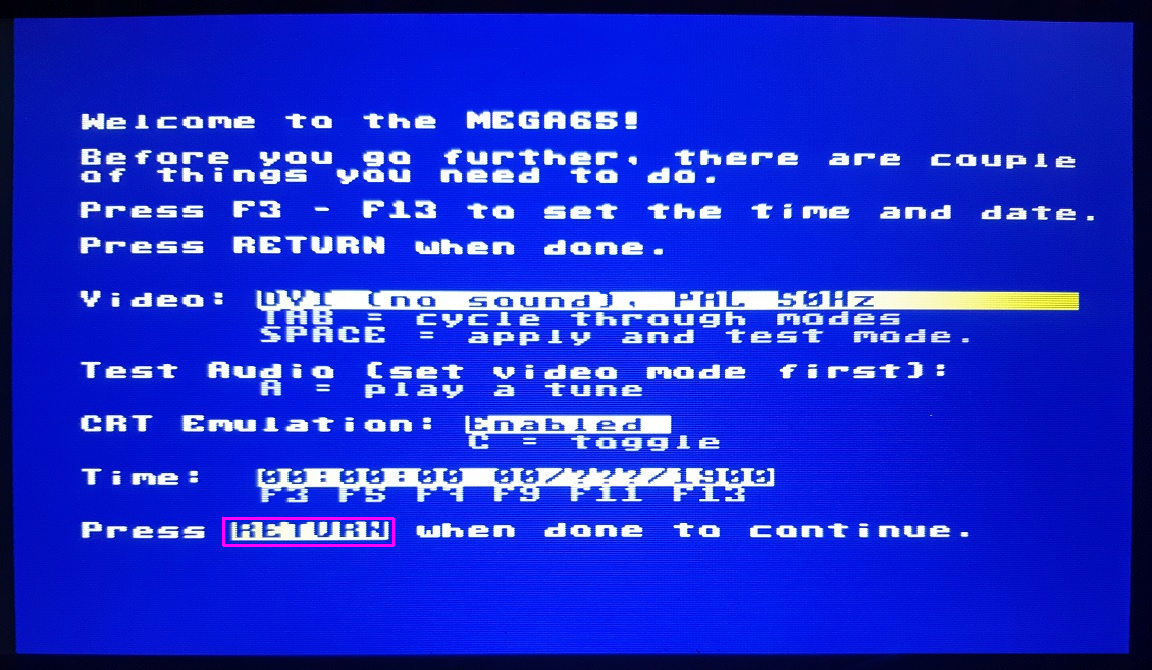 Welcome to the MEGA65!
Before you go further, there are couple
of things you need to do.
Press F3 - F13 to set the time and date.
Press RETURN when done.
Video: DVI (no sound), PAL 50Hz
TAB = cycle through modes
SPACE = apply and test mode.
Test Audio (set video mode first):
A = play a tune
CRT Emulation: Enabled
C = toggle
Time: 00:00:00 00/???/1900
F3 F5 F7 F9 F11 F13
Press RETURN when done to continue.